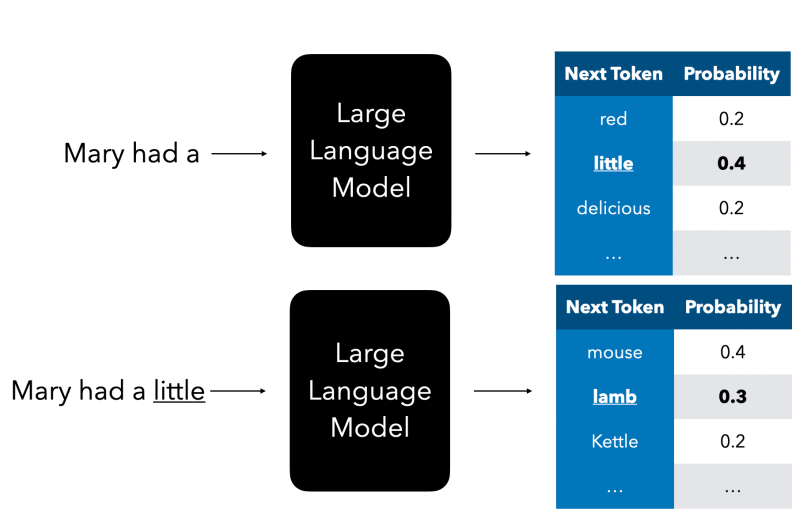 Mary had a
Large
Language
Model
Next Token Probability
red 0.2
little 0.4
delicious 0.2
... ...
Mary had a little
Large
Language
Model
Next Token Probability
mouse 0.4
lamb 0.3
Kettle 0.2
... ...